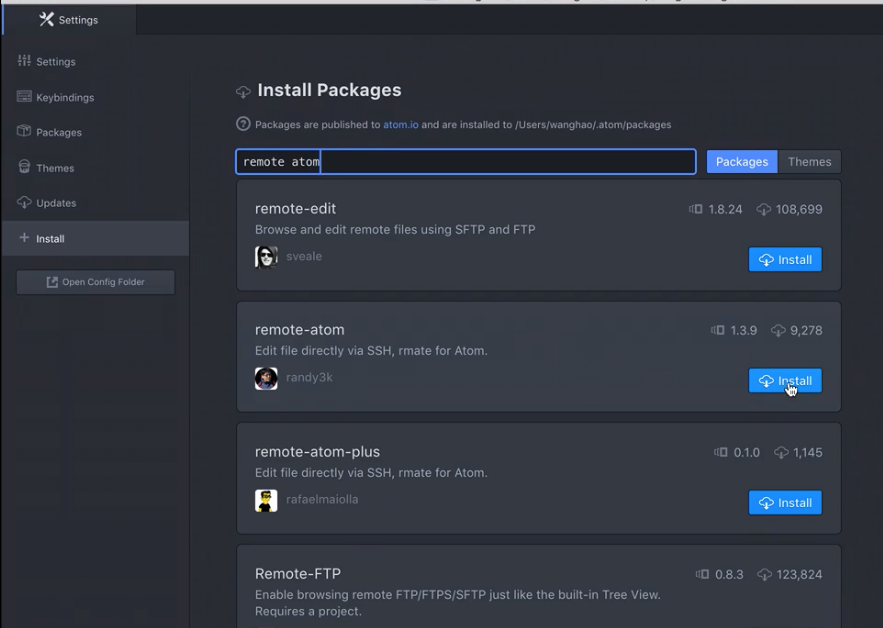 Settings
Settings
Keybindings
Packages
Themes
Updates
Install
Open Config Folder
Install Packages
Packages are published to atom.io and are installed to /Users/wanghao/.atom/packages
remote atom
Packages Themes
remote-edit 1.8.24 108,699
Browse and edit remote files using SFTP and FTP
sveale Install
remote-atom 1.3.9 9,278
Edit file directly via SSH, rmate for Atom.
randy3k Install
remote-atom-plus 0.1.0 1,145
Edit file directly via SSH, rmate for Atom.
rafaelmaiolla Install
Remote-FTP 0.8.3 123,824
Enable browsing remote FTP/FTPS/SFTP just like the built-in Tree View.
Requires a project.